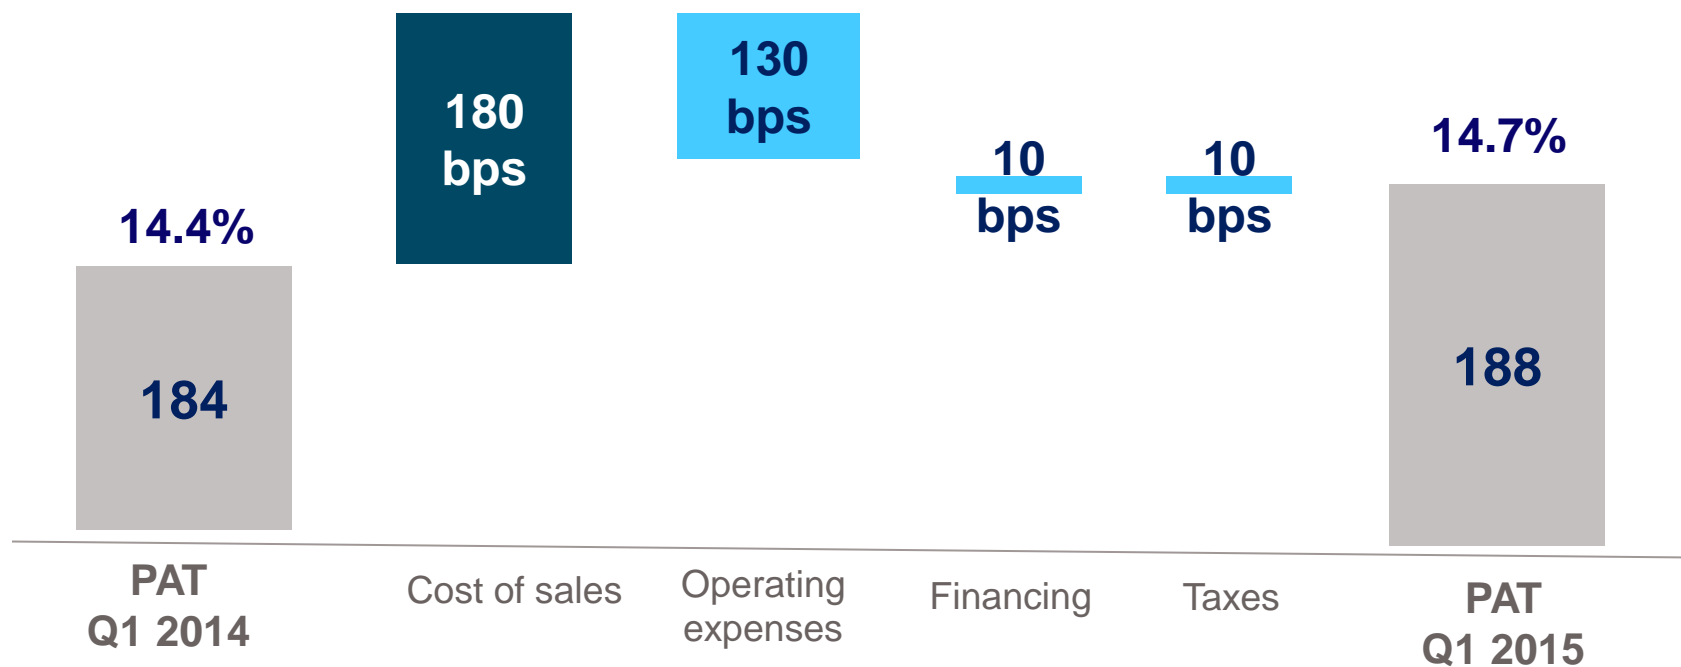 14.4%
184
180
bps
130
bps
10
bps
10
bps
14.7%
188
PAT
Q1 2014
Cost of sales
Operating
expenses
Financing
Taxes
PAT
Q1 2015